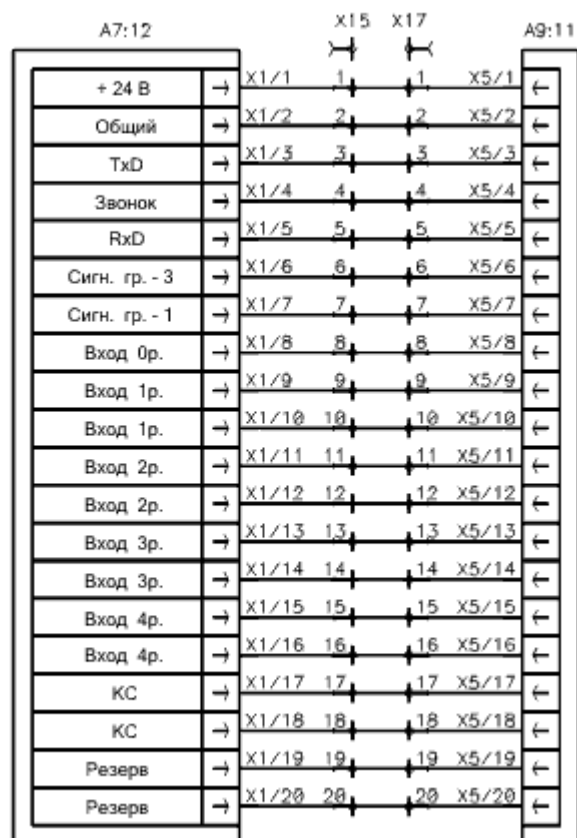 X15 X17
A7:12 A9:11
+ 24 В X1/1 1 1 X5/1
Общий X1/2 2 2 X5/2
TxD X1/3 3 3 X5/3
Звонок X1/4 4 4 X5/4
RxD X1/5 5 5 X5/5
Сигн. гр. - 3 X1/6 6 6 X5/6
Сигн. гр. - 1 X1/7 7 7 X5/7
Вход 0р. X1/8 8 8 X5/8
Вход 1р. X1/9 9 9 X5/9
Вход 1р. X1/10 10 10 X5/10
Вход 2р. X1/11 11 11 X5/11
Вход 2р. X1/12 12 12 X5/12
Вход 3р. X1/13 13 13 X5/13
Вход 3р. X1/14 14 14 X5/14
Вход 4р. X1/15 15 15 X5/15
Вход 4р. X1/16 16 16 X5/16
КС X1/17 17 17 X5/17
КС X1/18 18 18 X5/18
Резерв X1/19 19 19 X5/19
Резерв X1/20 20 20 X5/20